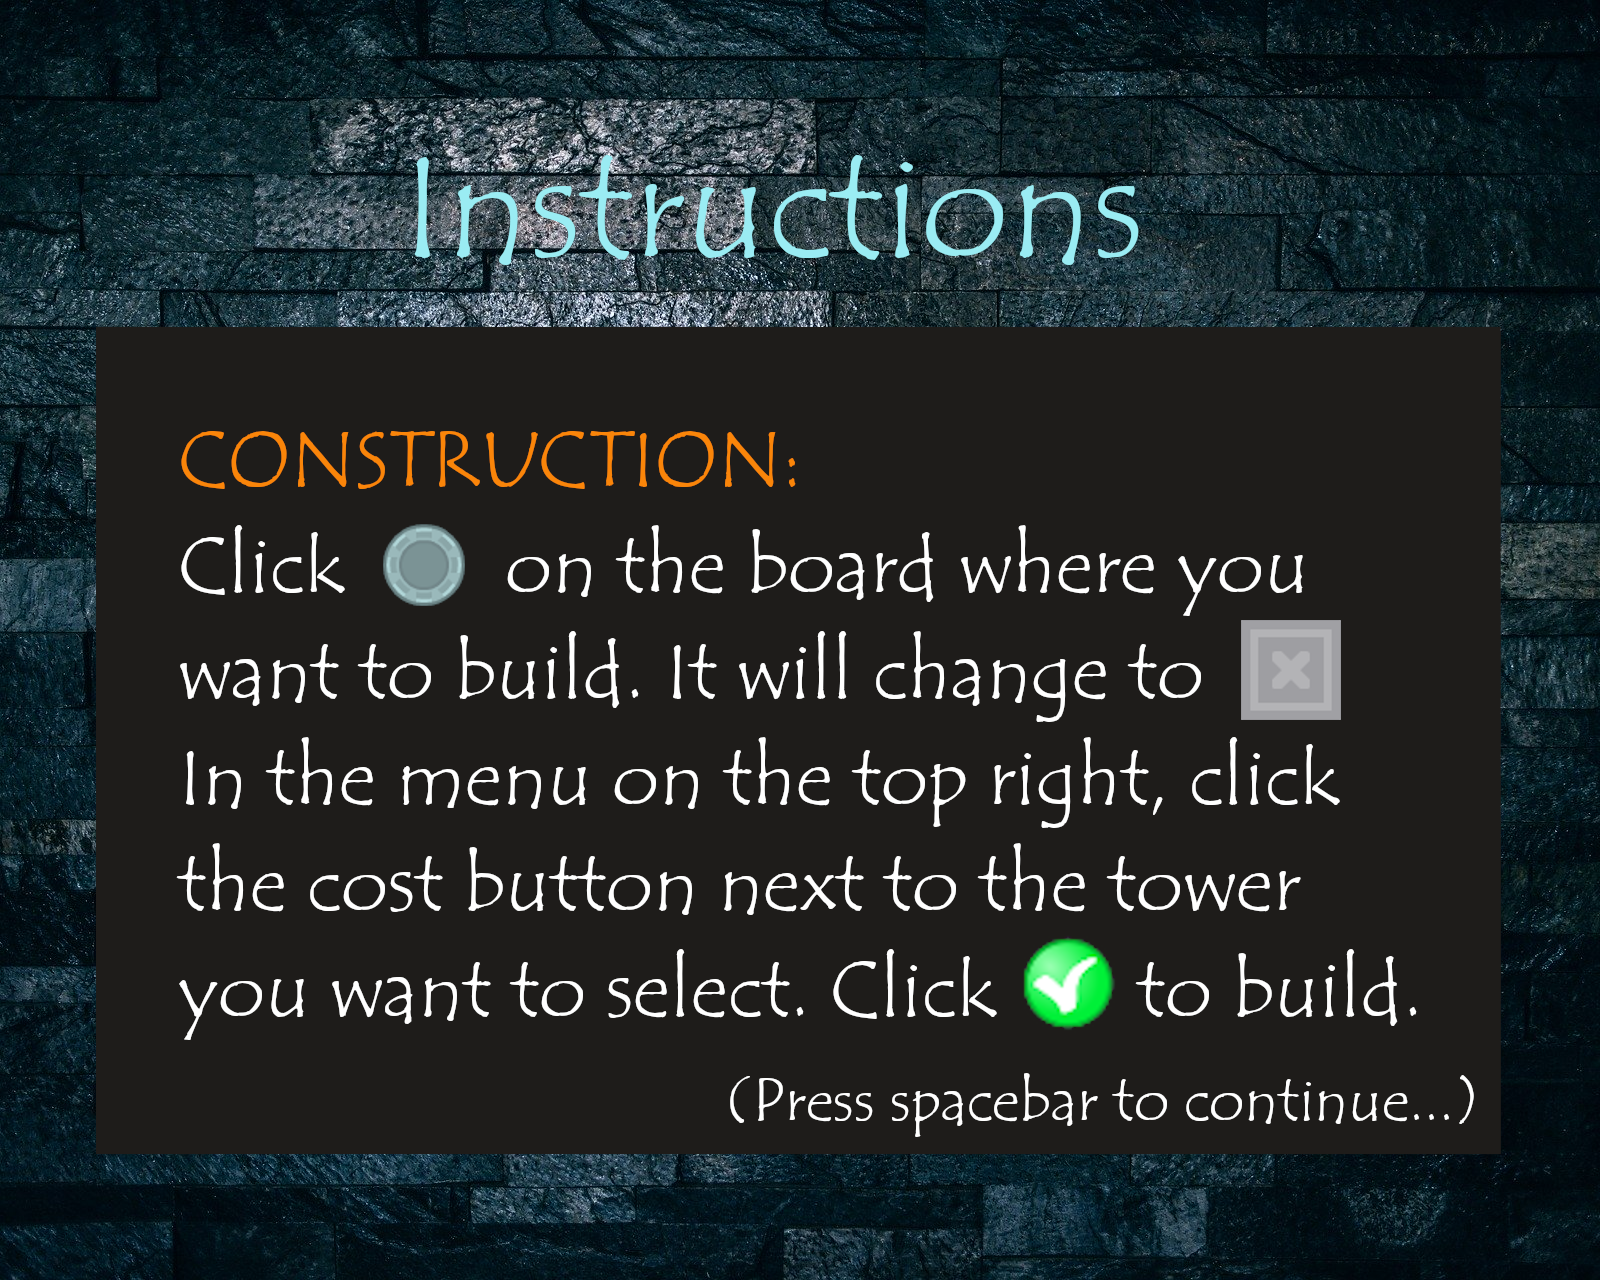 Instructions
CONSTRUCTION:
Click on the board where you
want to build. It will change to
In the menu on the top right, click
the cost button next to the tower
you want to select. Click to build.
(Press spacebar to continue...)